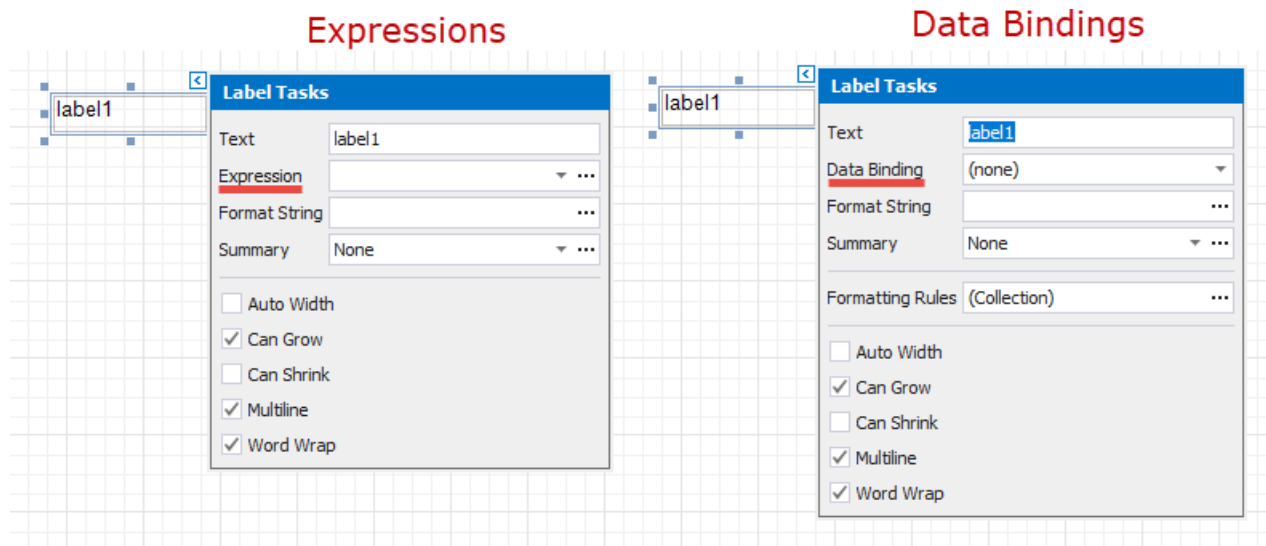 Expressions
label1
Label Tasks
Text label1
Expression
Format String
Summary None
Auto Width
Can Grow
Can Shrink
Multiline
Word Wrap
Data Bindings
label1
Label Tasks
Text label1
Data Binding (none)
Format String
Summary None
Formatting Rules (Collection)
Auto Width
Can Grow
Can Shrink
Multiline
Word Wrap